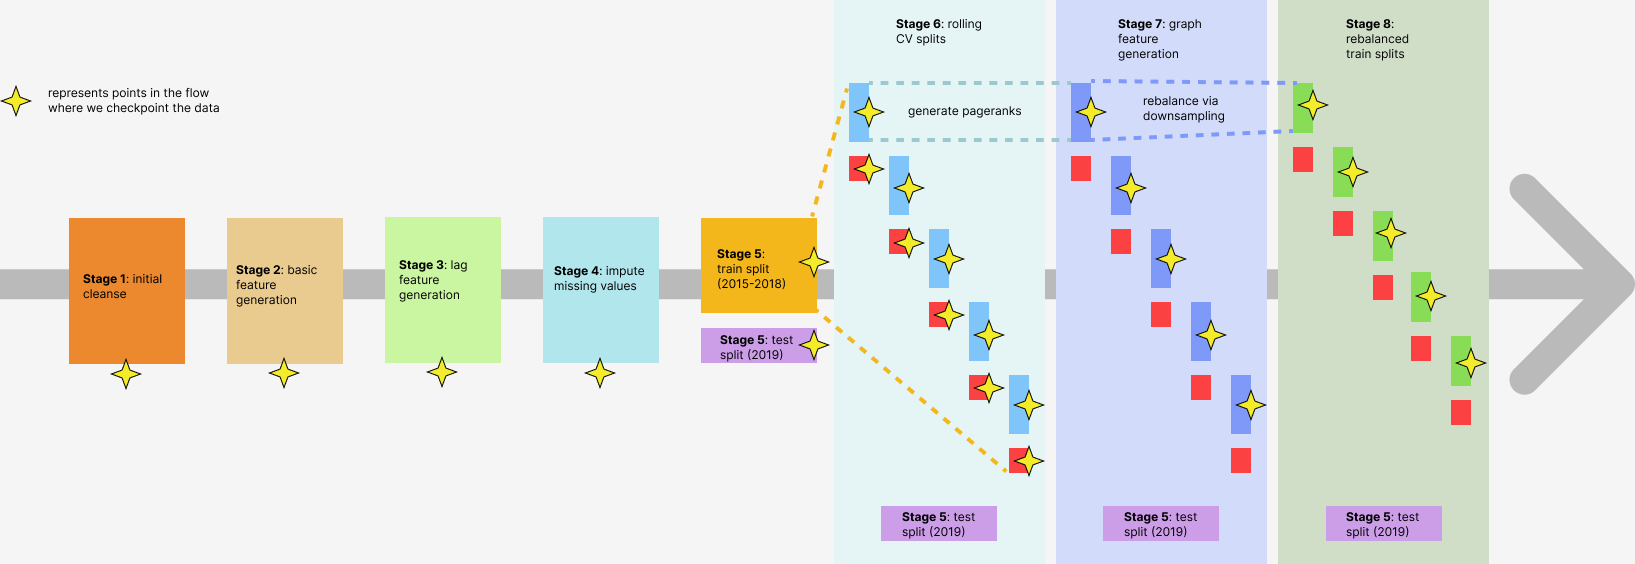 represents points in the flow
where we checkpoint the data
Stage 1: initial
cleanse
Stage 2: basic
feature
generation
Stage 3: lag
feature
generation
Stage 4: impute
missing values
Stage 5:
train split
(2015-2018)
Stage 5: test
split (2019)
Stage 6: rolling
CV splits
generate pageranks
Stage 5: test
split (2019)
Stage 7: graph
feature
generation
rebalance via
downsampling
Stage 5: test
split (2019)
Stage 8:
rebalanced
train splits
Stage 5: test
split (2019)